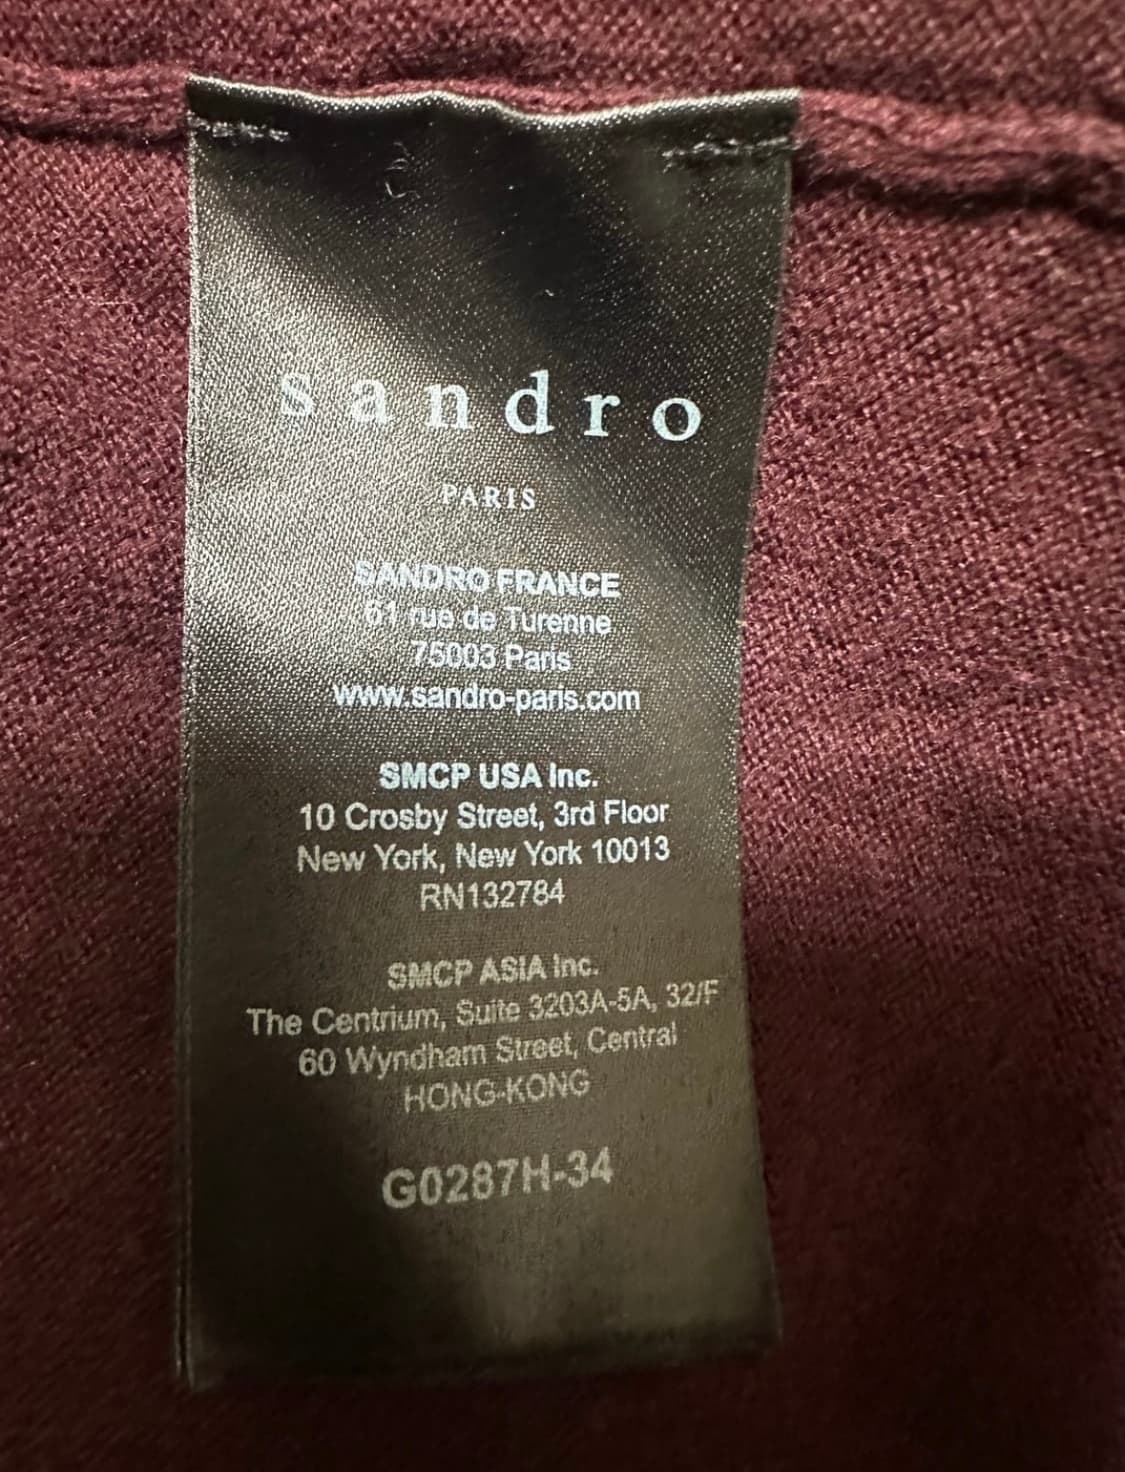 sandro
PARIS
SANDRO FRANCE
61 rue de Turenne
75003 Paris
www.sandro-paris.com
SMCP USA Inc.
10 Crosby Street, 3rd Floor
New York, New York 10013
RN132784
SMCP ASIA Inc.
The Centrium, Suite 3203A-5A, 32/F
60 Wyndham Street, Central
HONG-KONG
G0287H-34